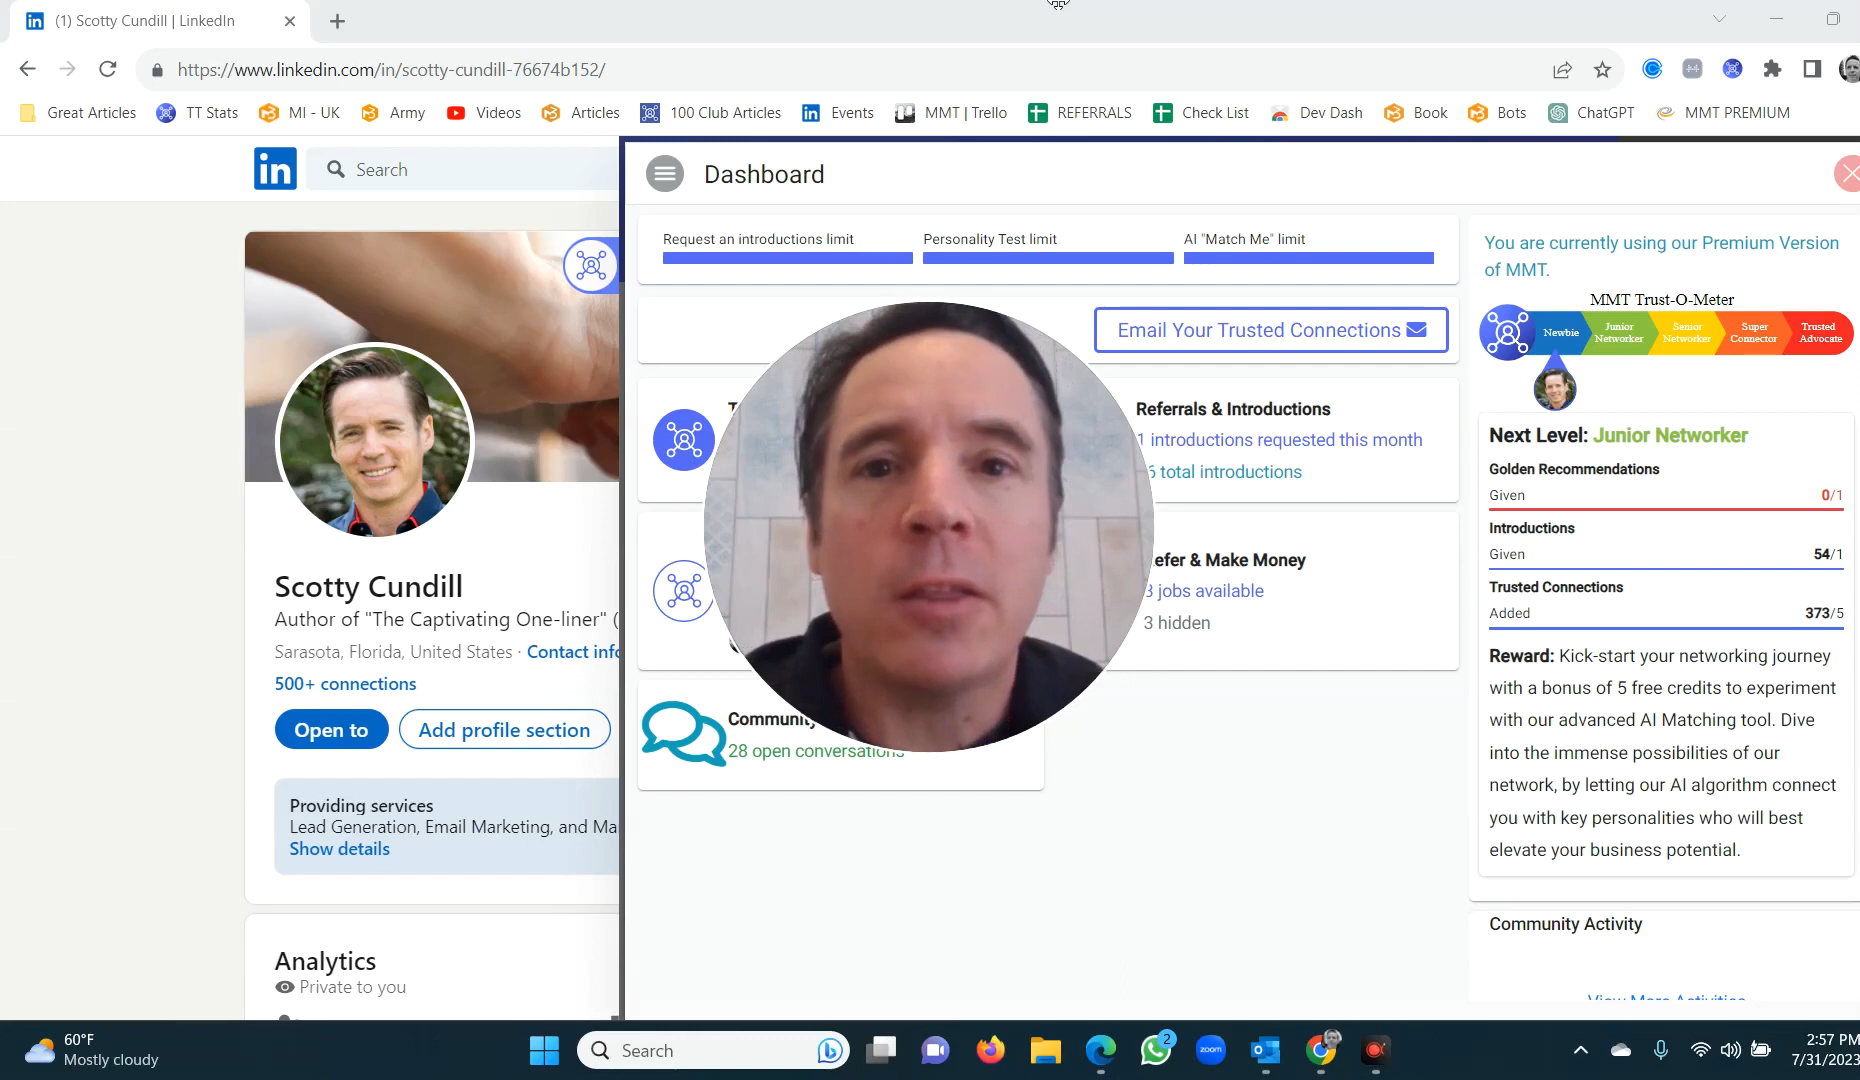 (1) Scotty Cundill | LinkedIn
https://www.linkedin.com/in/scotty-cundill-76674b152/
Great Articles
TT Stats
MI - UK
Army
Videos
Articles
100 Club Articles
Events
MMT | Trello
REFERRALS
Check List
Dev Dash
Book
Bots
ChatGPT
MMT PREMIUM
in
Search
Scotty Cundill
Author of "The Captivating One-liner" (
Sarasota, Florida, United States · Contact info
500+ connections
Open to
Add profile section
Providing services
Lead Generation, Email Marketing, and Ma
Show details
Analytics
Private to you
Dashboard
Request an introductions limit
Personality Test limit
AI "Match Me" limit
Email Your Trusted Connections
Referrals & Introductions
1 introductions requested this month
6 total introductions
efer & Make Money
3 jobs available
3 hidden
Community
28 open conversations
You are currently using our Premium Version
of MMT.
MMT Trust-O-Meter
Newbie
Junior
Networker
Senior
Networker
Super
Connector
Trusted
Advocate
Next Level: Junior Networker
Golden Recommendations
Given 0/1
Introductions
Given 54/1
Trusted Connections
Added 373/5
Reward: Kick-start your networking journey
with a bonus of 5 free credits to experiment
with our advanced AI Matching tool. Dive
into the immense possibilities of our
network, by letting our AI algorithm connect
you with key personalities who will best
elevate your business potential.
Community Activity
View More Activities
60°F
Mostly cloudy
Search
2
zoom
2:57 PM
7/31/2023